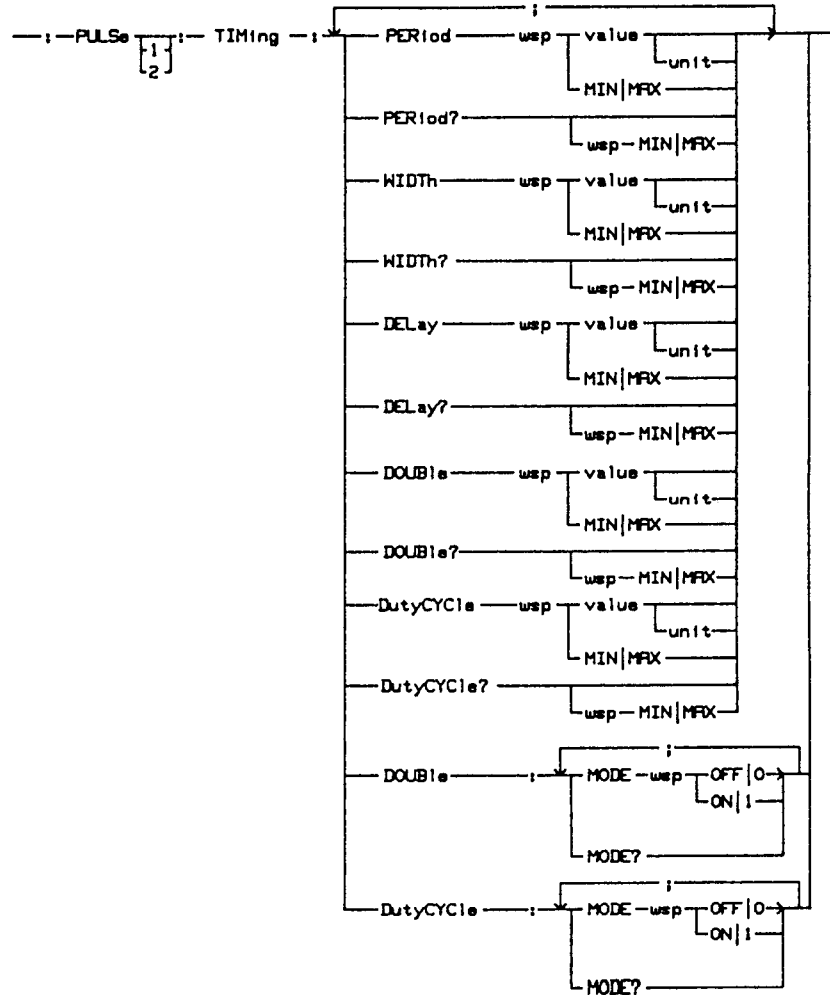 ;
: PULSe : TIMing : PERiod wsp value
1
2
unit
MIN|MAX
PERiod?
wsp MIN|MAX
WIDTh wsp value
unit
MIN|MAX
WIDTh?
wsp MIN|MAX
DELay wsp value
unit
MIN|MAX
DELay?
wsp MIN|MAX
DOUBle wsp value
unit
MIN|MAX
DOUBle?
wsp MIN|MAX
DutyCYCle wsp value
unit
MIN|MAX
DutyCYCle?
wsp MIN|MAX
;
DOUBle : MODE wsp OFF|0
ON|1
MODE?
;
DutyCYCle : MODE wsp OFF|0
ON|1
MODE?